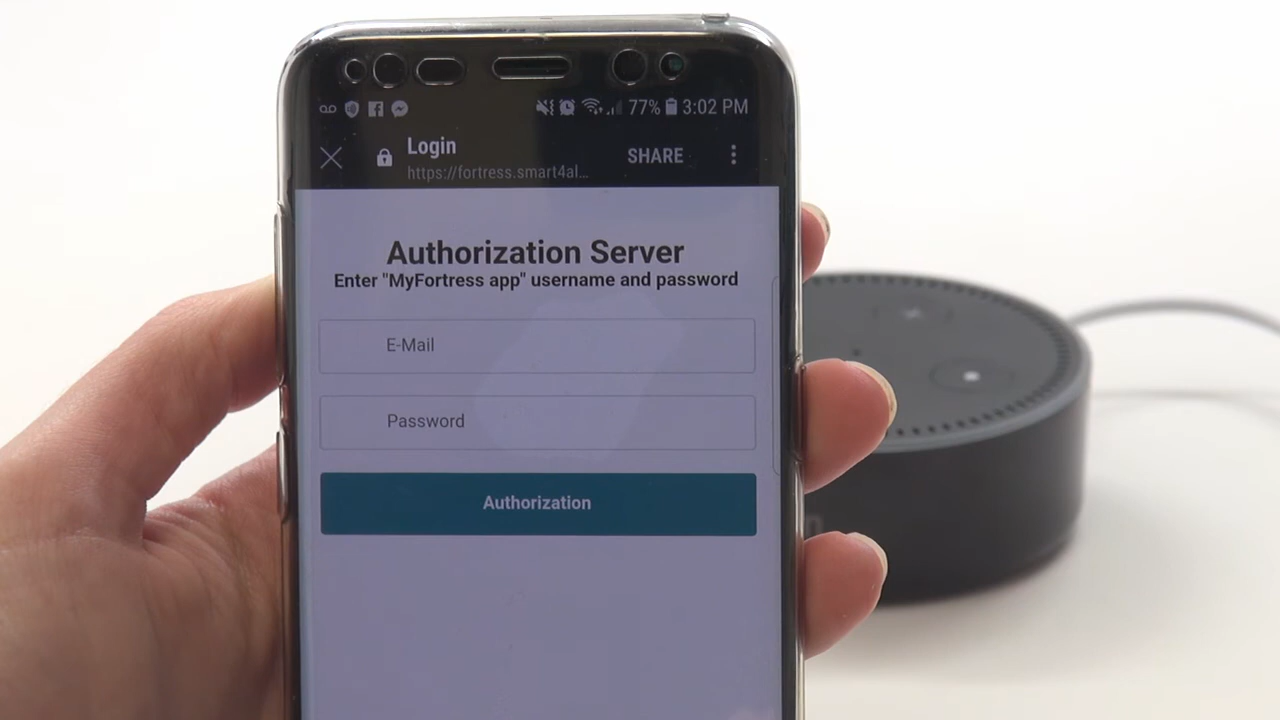 77% 3:02 PM
Login
SHARE
https://fortress.smart4al...
Authorization Server
Enter "MyFortress app" username and password
E-Mail
Password
Authorization